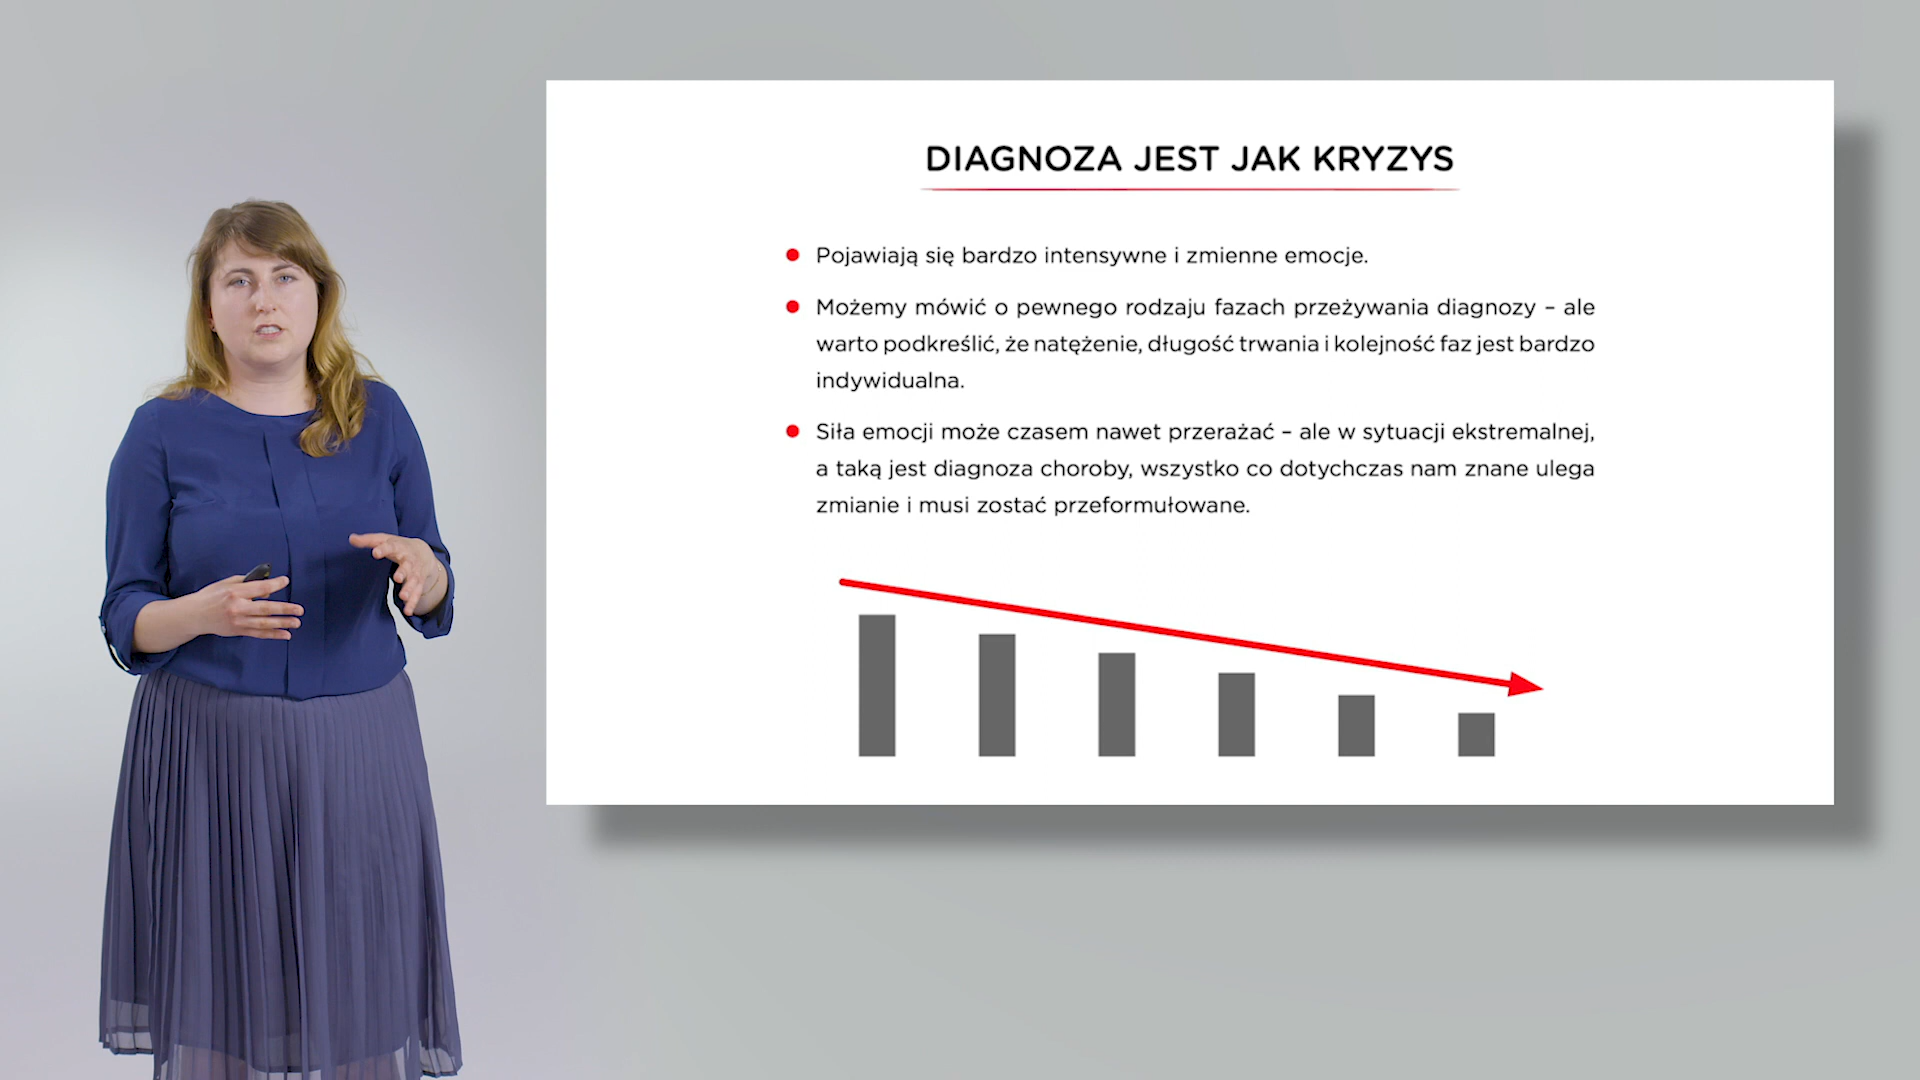 DIAGNOZA JEST JAK KRYZYS
Pojawiają się bardzo intensywne i zmienne emocje.
Możemy mówić o pewnego rodzaju fazach przeżywania diagnozy – ale
warto podkreślić, że natężenie, długość trwania i kolejność faz jest bardzo
indywidualna.
Siła emocji może czasem nawet przerażać – ale w sytuacji ekstremalnej,
a taką jest diagnoza choroby, wszystko co dotychczas nam znane ulega
zmianie i musi zostać przeformułowane.